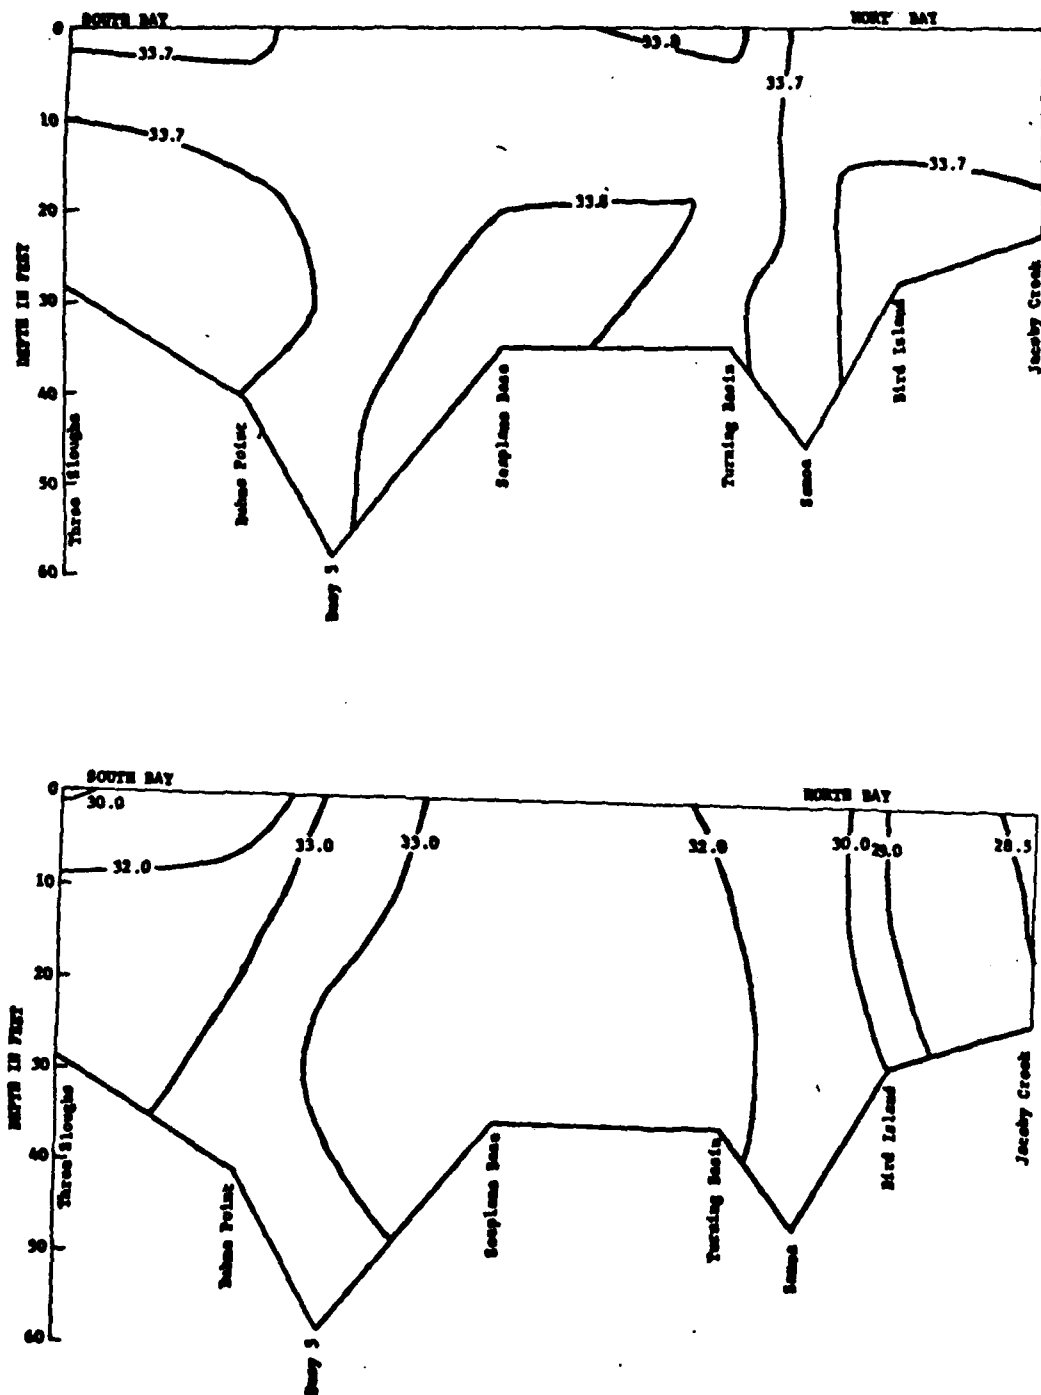 SOUTH BAY
NORT BAY
0
33.7
33.8
33.7
10
33.7
33.7
20
33.8
DEPTH IN FEET
30
40
50
60
Three Sloughs
Buhne Point
Buoy 5
Seaplane Base
Turning Basin
Samoa
Bird Island
Jacoby Creek
SOUTH BAY
NORTH BAY
0
30.0
32.0
33.0
33.0
32.0
30.0
29.0
28.5
10
20
DEPTH IN FEET
30
40
50
60
Three Sloughs
Buhne Point
Buoy 5
Seaplane Base
Turning Basin
Samoa
Bird Island
Jacoby Creek